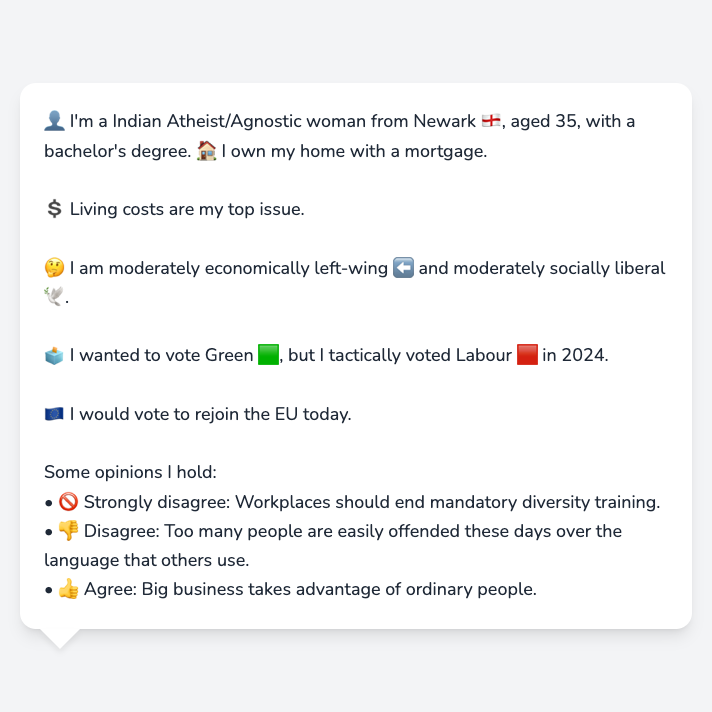 👤 I'm a Indian Atheist/Agnostic woman from Newark 🏴󠁧󠁢󠁥󠁮󠁧󠁿, aged 35, with a
bachelor's degree. 🏠 I own my home with a mortgage.
💲 Living costs are my top issue.
🤔 I am moderately economically left-wing ⬅️ and moderately socially liberal
🕊️.
🗳️ I wanted to vote Green 🟩, but I tactically voted Labour 🟥 in 2024.
🇪🇺 I would vote to rejoin the EU today.
Some opinions I hold:
• 🚫 Strongly disagree: Workplaces should end mandatory diversity training.
• 👎 Disagree: Too many people are easily offended these days over the
language that others use.
• 👍 Agree: Big business takes advantage of ordinary people.